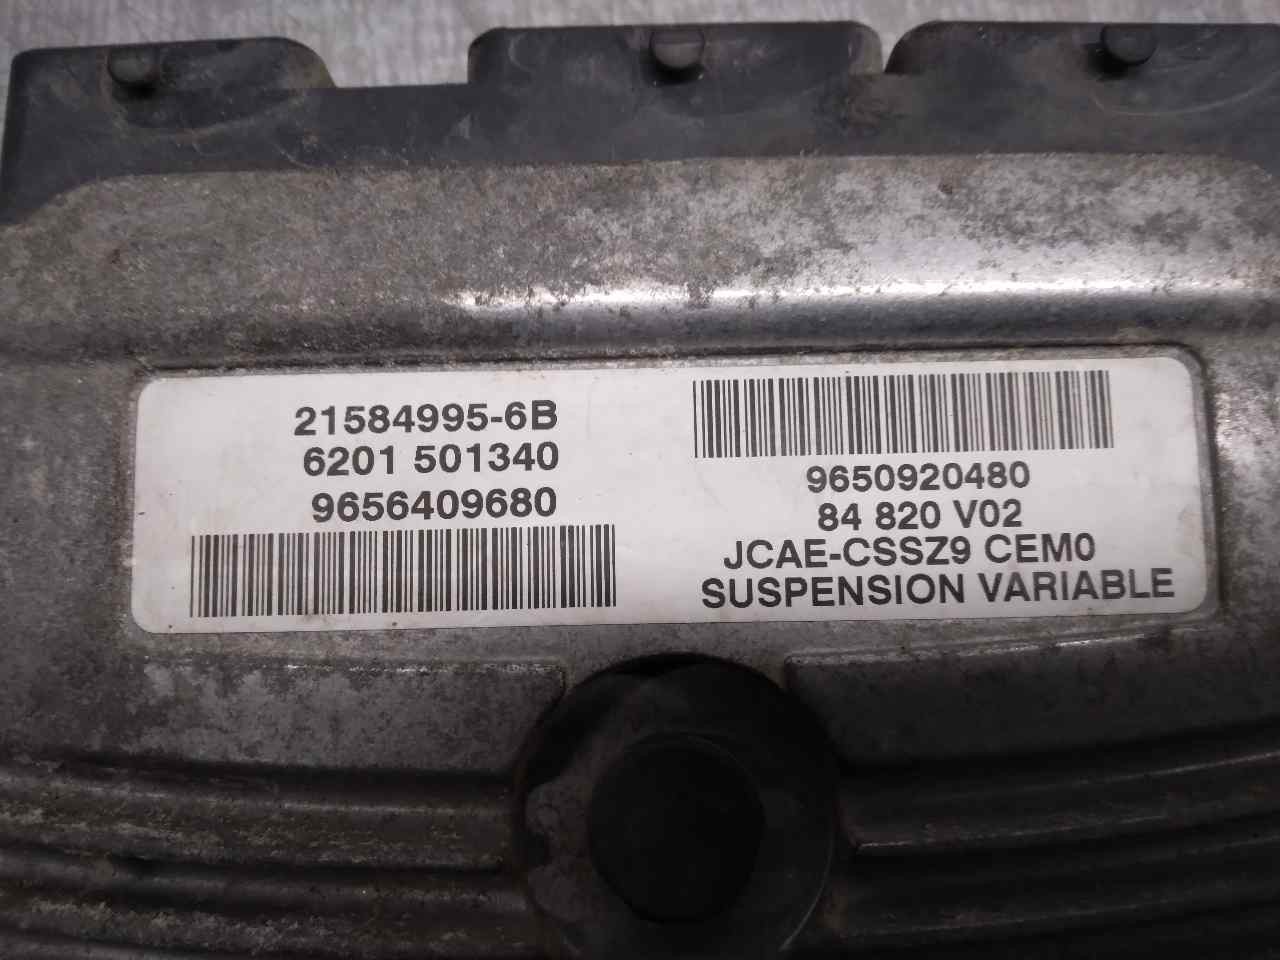 21584995-6B
6201 501340
9656409680
9650920480
84 820 V02
JCAE-CSSZ9 CEM0
SUSPENSION VARIABLE